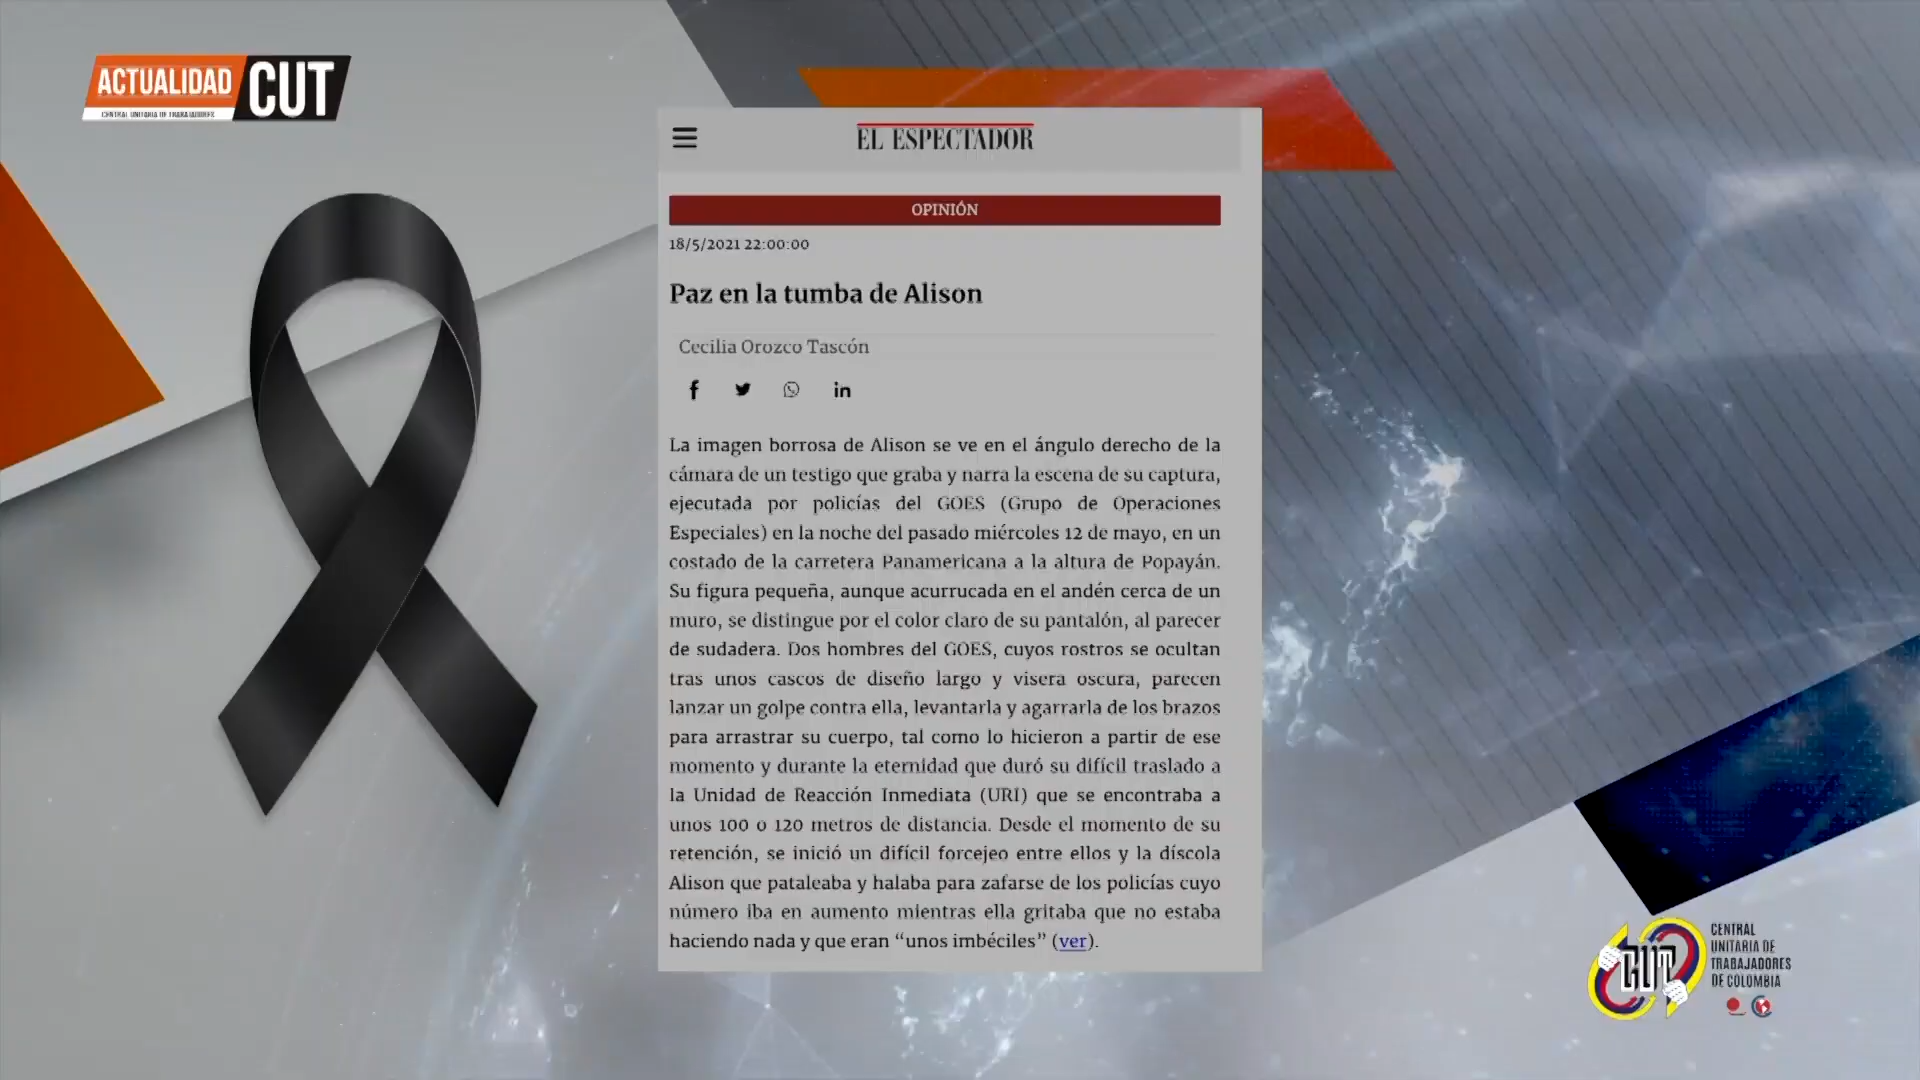 ACTUALIDAD CUT
CENTRAL UNITARIA DE TRABAJADORES
EL ESPECTADOR
OPINIÓN
18/5/2021 22:00:00
Paz en la tumba de Alison
Cecilia Orozco Tascón
La imagen borrosa de Alison se ve en el ángulo derecho de la
cámara de un testigo que graba y narra la escena de su captura,
ejecutada por policías del GOES (Grupo de Operaciones
Especiales) en la noche del pasado miércoles 12 de mayo, en un
costado de la carretera Panamericana a la altura de Popayán.
Su figura pequeña, aunque acurrucada en el andén cerca de un
muro, se distingue por el color claro de su pantalón, al parecer
de sudadera. Dos hombres del GOES, cuyos rostros se ocultan
tras unos cascos de diseño largo y visera oscura, parecen
lanzar un golpe contra ella, levantarla y agarrarla de los brazos
para arrastrar su cuerpo, tal como lo hicieron a partir de ese
momento y durante la eternidad que duró su difícil traslado a
la Unidad de Reacción Inmediata (URI) que se encontraba a
unos 100 o 120 metros de distancia. Desde el momento de su
retención, se inició un difícil forcejeo entre ellos y la díscola
Alison que pataleaba y halaba para zafarse de los policías cuyo
número iba en aumento mientras ella gritaba que no estaba
haciendo nada y que eran “unos imbéciles” (ver).
CUT
CENTRAL
UNITARIA DE
TRABAJADORES
DE COLOMBIA